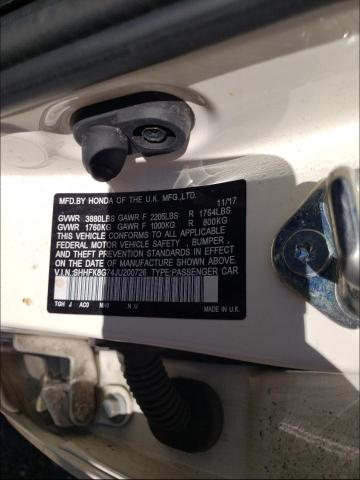 MFD.BY HONDA OF THE U.K. MFG.,LTD. 11/17
GVWR 3880LBS GAWR F 2205LBS R 1764LBS
GVWR 1760KG GAWR F 1000KG R 800KG
THIS VEHICLE CONFORMS TO ALL APPLICABLE
FEDERAL MOTOR VEHICLE SAFETY, BUMPER,
AND THEFT PREVENTION STANDARDS IN EFFECT
ON THE DATE OF MANUFACTURE SHOWN ABOVE.
V.I.N.:SHHFK8G74JU200726 TYPE:PASSENGER CAR
TGH J AC0
MADE IN U.K.